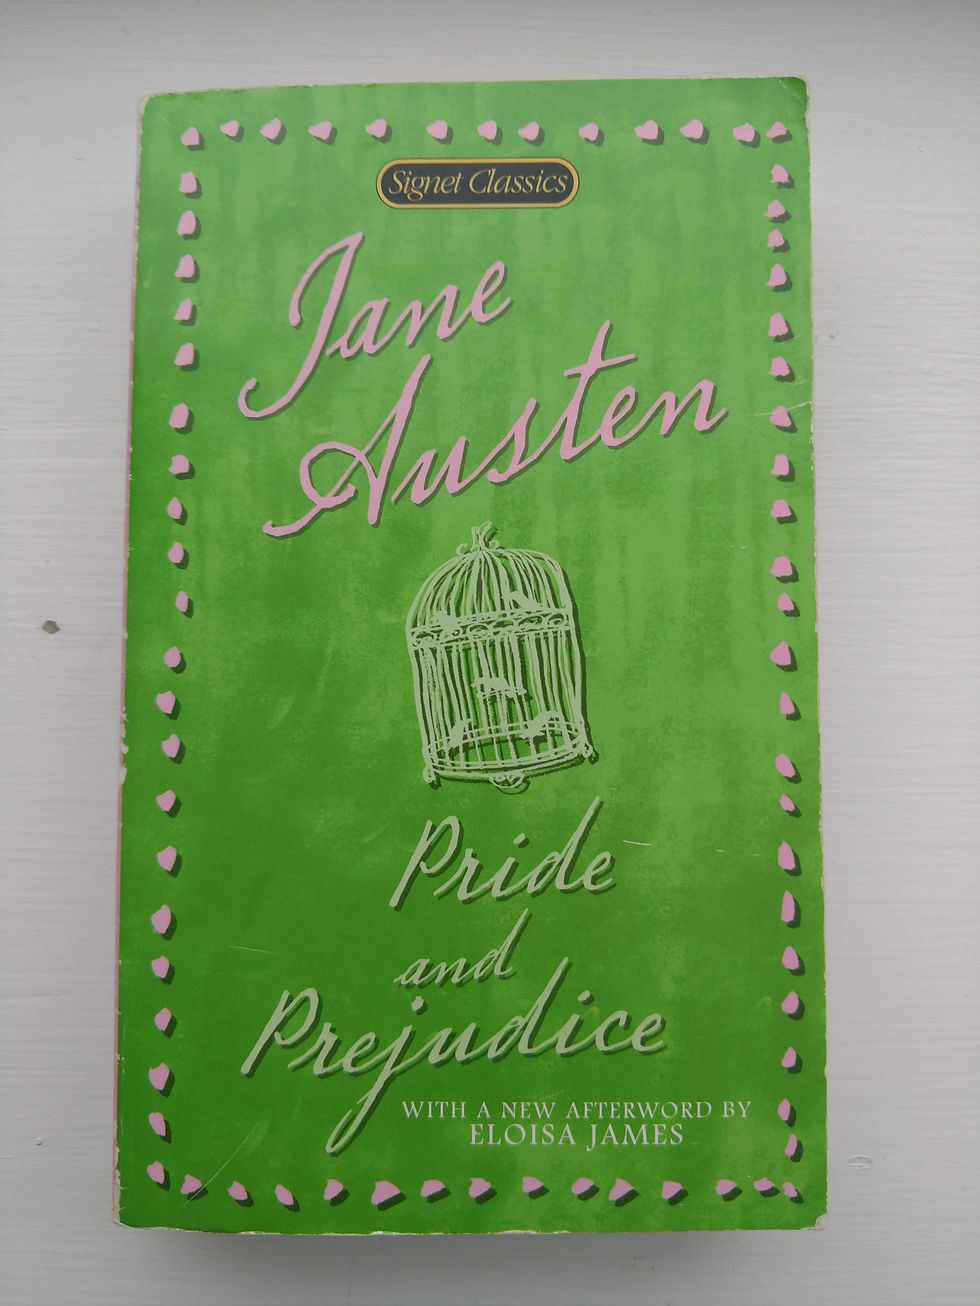 Signet Classics
Jane
Austen
Pride
and
Prejudice
WITH A NEW AFTERWORD BY
ELOISA JAMES